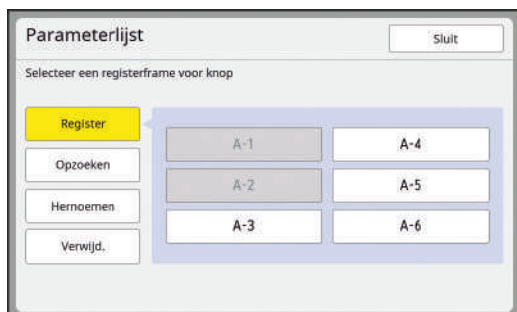 Parameterlijst
Sluit
Selecteer een registerframe voor knop
Register
Opzoeken
Hernoemen
Verwijd.
A-1
A-4
A-2
A-5
A-3
A-6